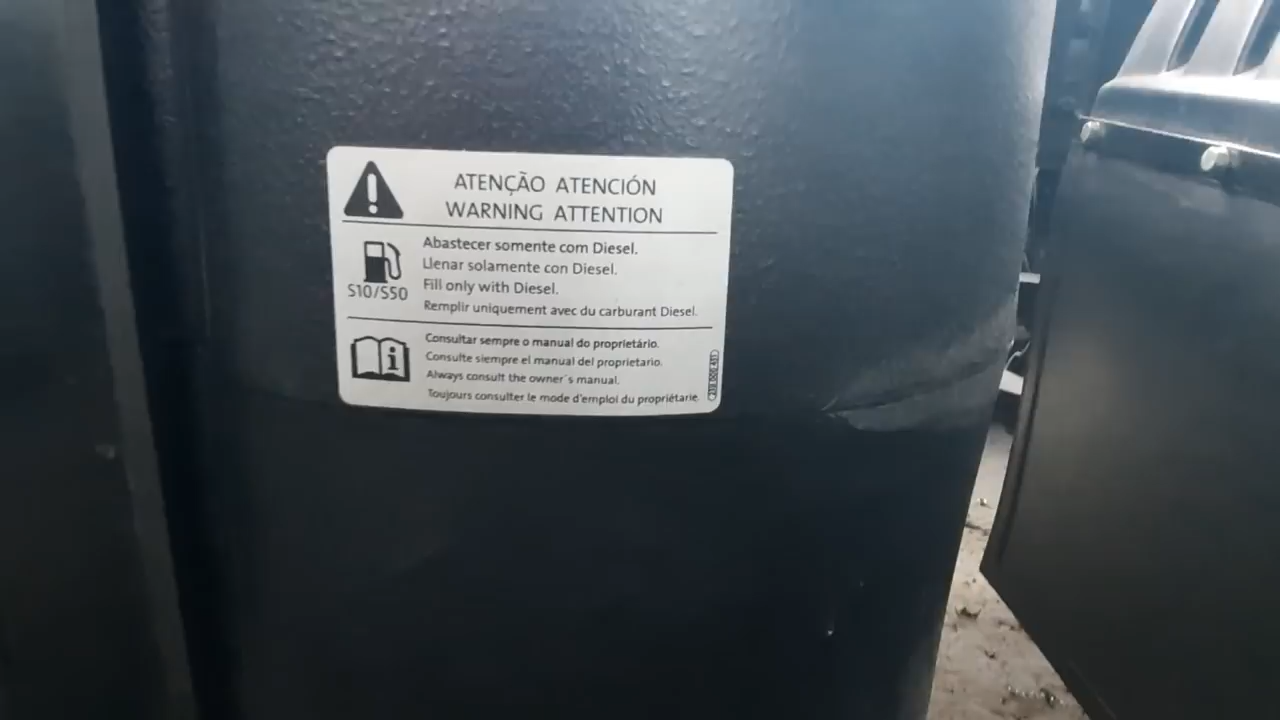 ATENÇÃO ATENCIÓN
WARNING ATTENTION
S10/S50
Abastecer somente com Diesel.
Llenar solamente con Diesel.
Fill only with Diesel.
Remplir uniquement avec du carburant Diesel.
Consultar sempre o manual do proprietário.
Consulte siempre el manual del proprietario.
Always consult the owner´s manual.
Toujours consulter le mode d'emploi du propriétarie.